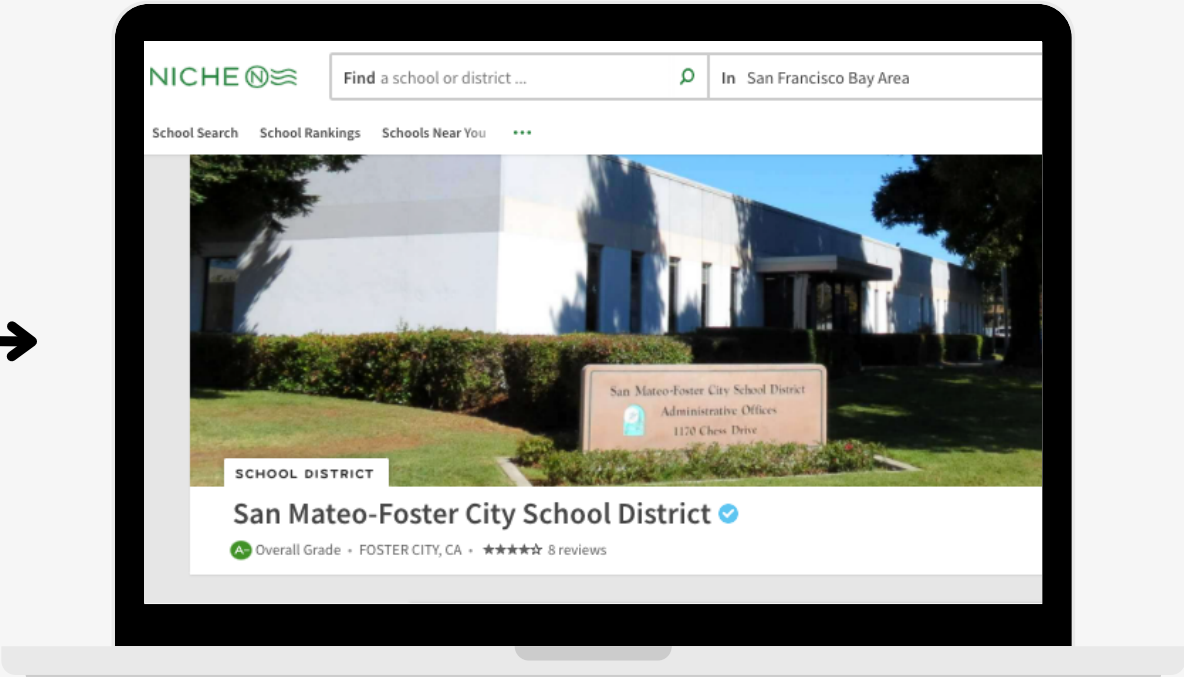 NICHE N
Find a school or district ...
In San Francisco Bay Area
School Search School Rankings Schools Near You ...
San Mateo-Foster City School District
Administrative Offices
1170 Chess Drive
SCHOOL DISTRICT
San Mateo-Foster City School District
A- Overall Grade • FOSTER CITY, CA • ★★★★☆ 8 reviews